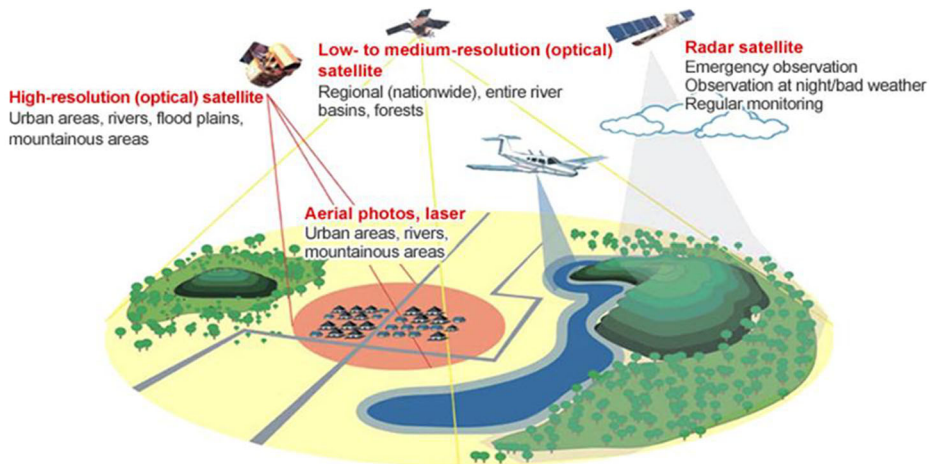 High-resolution (optical) satellite
Urban areas, rivers, flood plains,
mountainous areas
Low- to medium-resolution (optical)
satellite
Regional (nationwide), entire river
basins, forests
Radar satellite
Emergency observation
Observation at night/bad weather
Regular monitoring
Aerial photos, laser
Urban areas, rivers,
mountainous areas